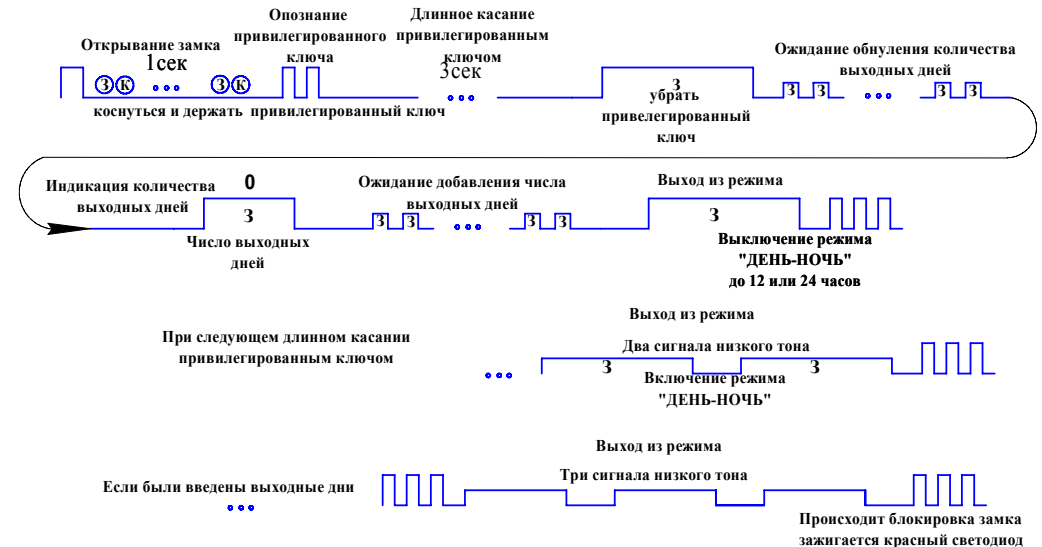 Опознание
привилегированного
ключа
Длинное касание
привилегированным
ключом
3сек
Открывание замка
1сек
З К ... З К
коснуться и держать привилегированный ключ
З
убрать
привелегированный
ключ
Ожидание обнуления количества
выходных дней
З З ... З З
Индикация количества
выходных дней
0
З
Число выходных
дней
Ожидание добавления числа
выходных дней
З З ... З З
Выход из режима
З
Выключение режима
"ДЕНЬ-НОЧЬ"
до 12 или 24 часов
При следующем длинном касании
привилегированным ключом
Выход из режима
Два сигнала низкого тона
З З
Включение режима
"ДЕНЬ-НОЧЬ"
Выход из режима
Три сигнала низкого тона
Если были введены выходные дни
Происходит блокировка замка
зажигается красный светодиод